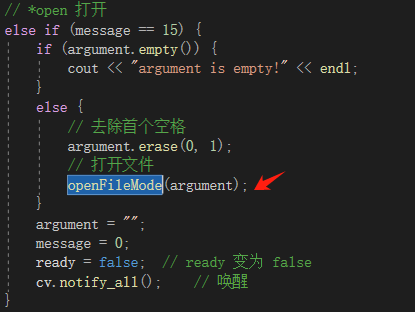 // *open 打开
else if (message == 15) {
if (argument.empty()) {
cout << "argument is empty!" << endl;
}
else {
// 去除首个空格
argument.erase(0, 1);
// 打开文件
openFileMode(argument);
}
argument = "";
message = 0;
ready = false;  // ready 变为 false
cv.notify_all();    // 唤醒
}